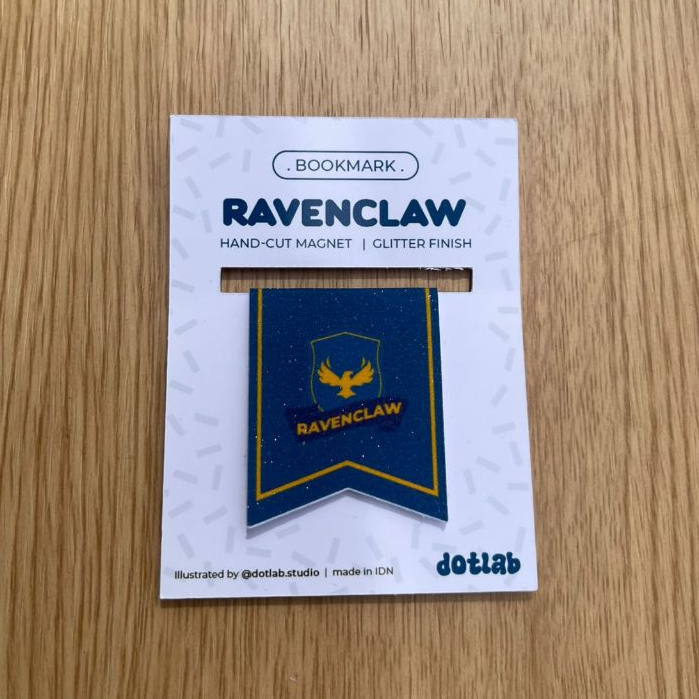 . BOOKMARK .
RAVENCLAW
HAND-CUT MAGNET | GLITTER FINISH
RAVENCLAW
Illustrated by @dotlab.studio | made in IDN
dotlab